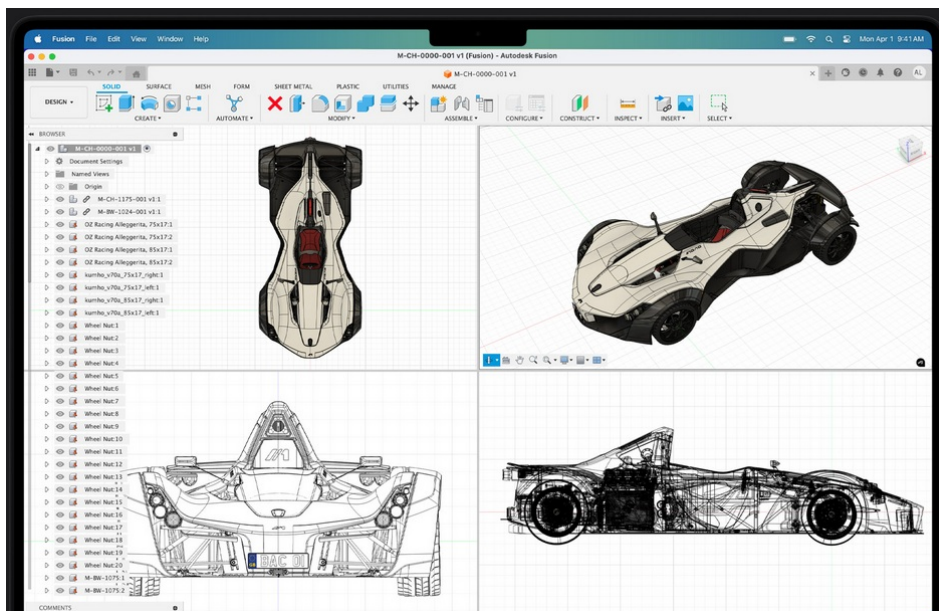 Fusion File Edit View Window Help Mon Apr 1 9:41AM
M-CH-0000-001 v1 (Fusion) - Autodesk Fusion
M-CH-0000-001 v1 AL
SOLID SURFACE MESH FORM SHEET METAL PLASTIC UTILITIES MANAGE
DESIGN
CREATE AUTOMATE MODIFY ASSEMBLE CONFIGURE CONSTRUCT INSPECT INSERT SELECT
BROWSER
M-CH-0000-001 v1
Document Settings
Named Views
Origin
M-CH-1175-001 v1:1
M-BW-1024-001 v1:1
OZ Racing Alleggerita, 75x17:1
OZ Racing Alleggerita, 75x17:2
OZ Racing Alleggerita, 85x17:1
OZ Racing Alleggerita, 85x17:2
kumho_v70a_75x17_right:1
kumho_v70a_75x17_left:1
kumho_v70a_85x17_right:1
kumho_v70a_85x17_left:1
Wheel Nut:1
Wheel Nut:2
Wheel Nut:3
Wheel Nut:4
Wheel Nut:5
Wheel Nut:6
Wheel Nut:7
Wheel Nut:8
Wheel Nut:9
Wheel Nut:10
Wheel Nut:11
Wheel Nut:12
Wheel Nut:13
Wheel Nut:14
Wheel Nut:15
Wheel Nut:16
Wheel Nut:17
Wheel Nut:18
Wheel Nut:19
Wheel Nut:20
M-BW-1075:1
M-BW-1075:2
BAC
COMMENTS